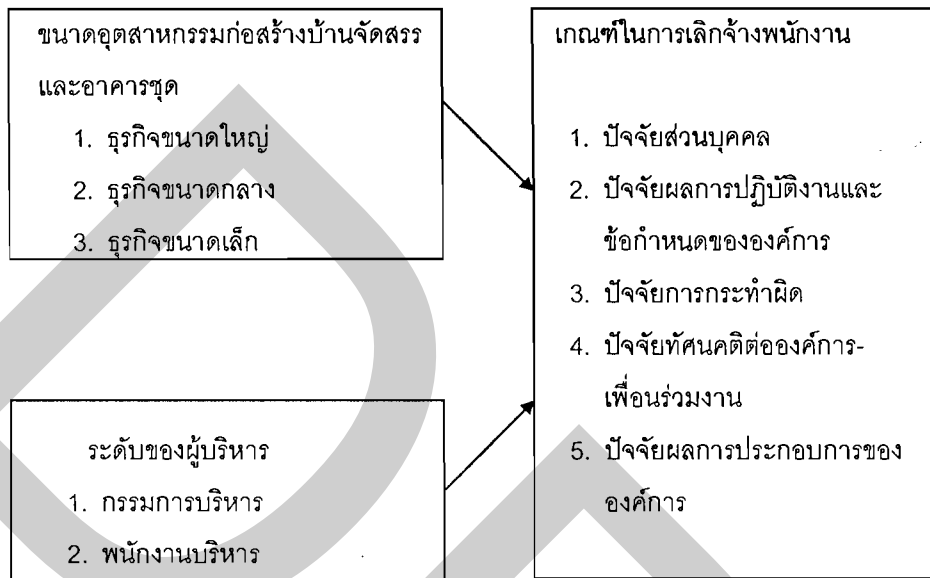 ขนาดอุตสาหกรรมก่อสร้างบ้านจัดสรร
และอาคารชุด
1. ธุรกิจขนาดใหญ่
2. ธุรกิจขนาดกลาง
3. ธุรกิจขนาดเล็ก
ระดับของผู้บริหาร
1. กรรมการบริหาร
2. พนักงานบริหาร
เกณฑ์ในการเลิกจ้างพนักงาน
1. ปัจจัยส่วนบุคคล
2. ปัจจัยผลการปฏิบัติงานและ
ข้อกำหนดขององค์การ
3. ปัจจัยการกระทำผิด
4. ปัจจัยทัศนคติต่อองค์การ-
เพื่อนร่วมงาน
5. ปัจจัยผลการประกอบการของ
องค์การ